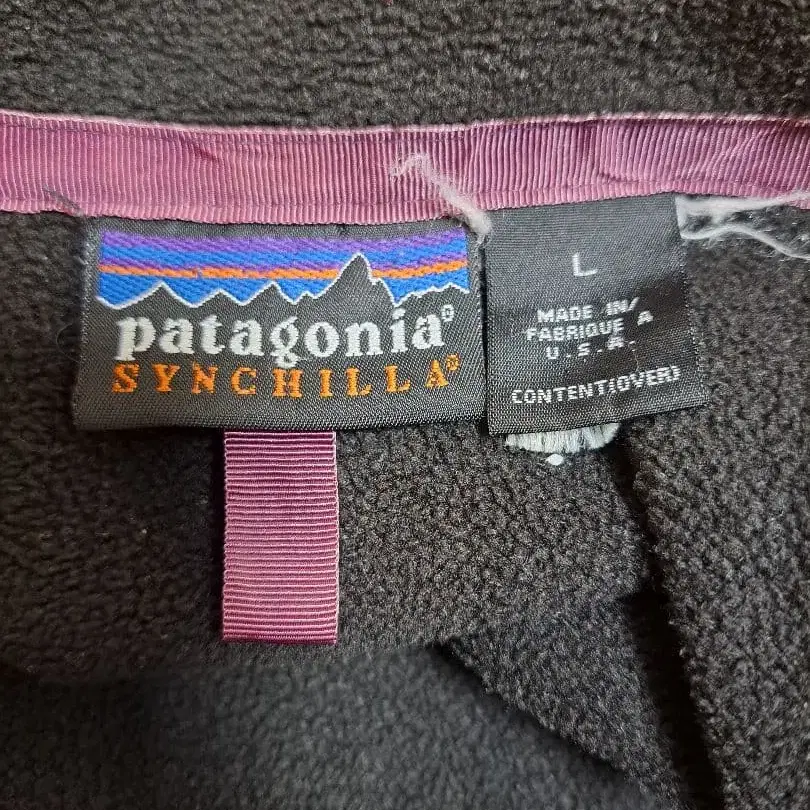 patagonia®
SYNCHILLA®
L
MADE IN/
FABRIQUE A
U.S.A.
CONTENT(OVER)